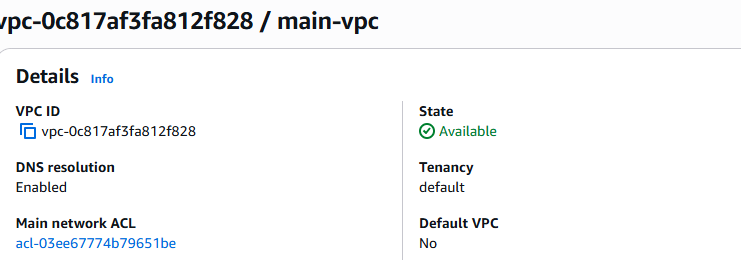 vpc-0c817af3fa812f828 / main-vpc
Details Info
VPC ID
vpc-0c817af3fa812f828
State
Available
DNS resolution
Enabled
Tenancy
default
Main network ACL
acl-03ee67774b79651be
Default VPC
No